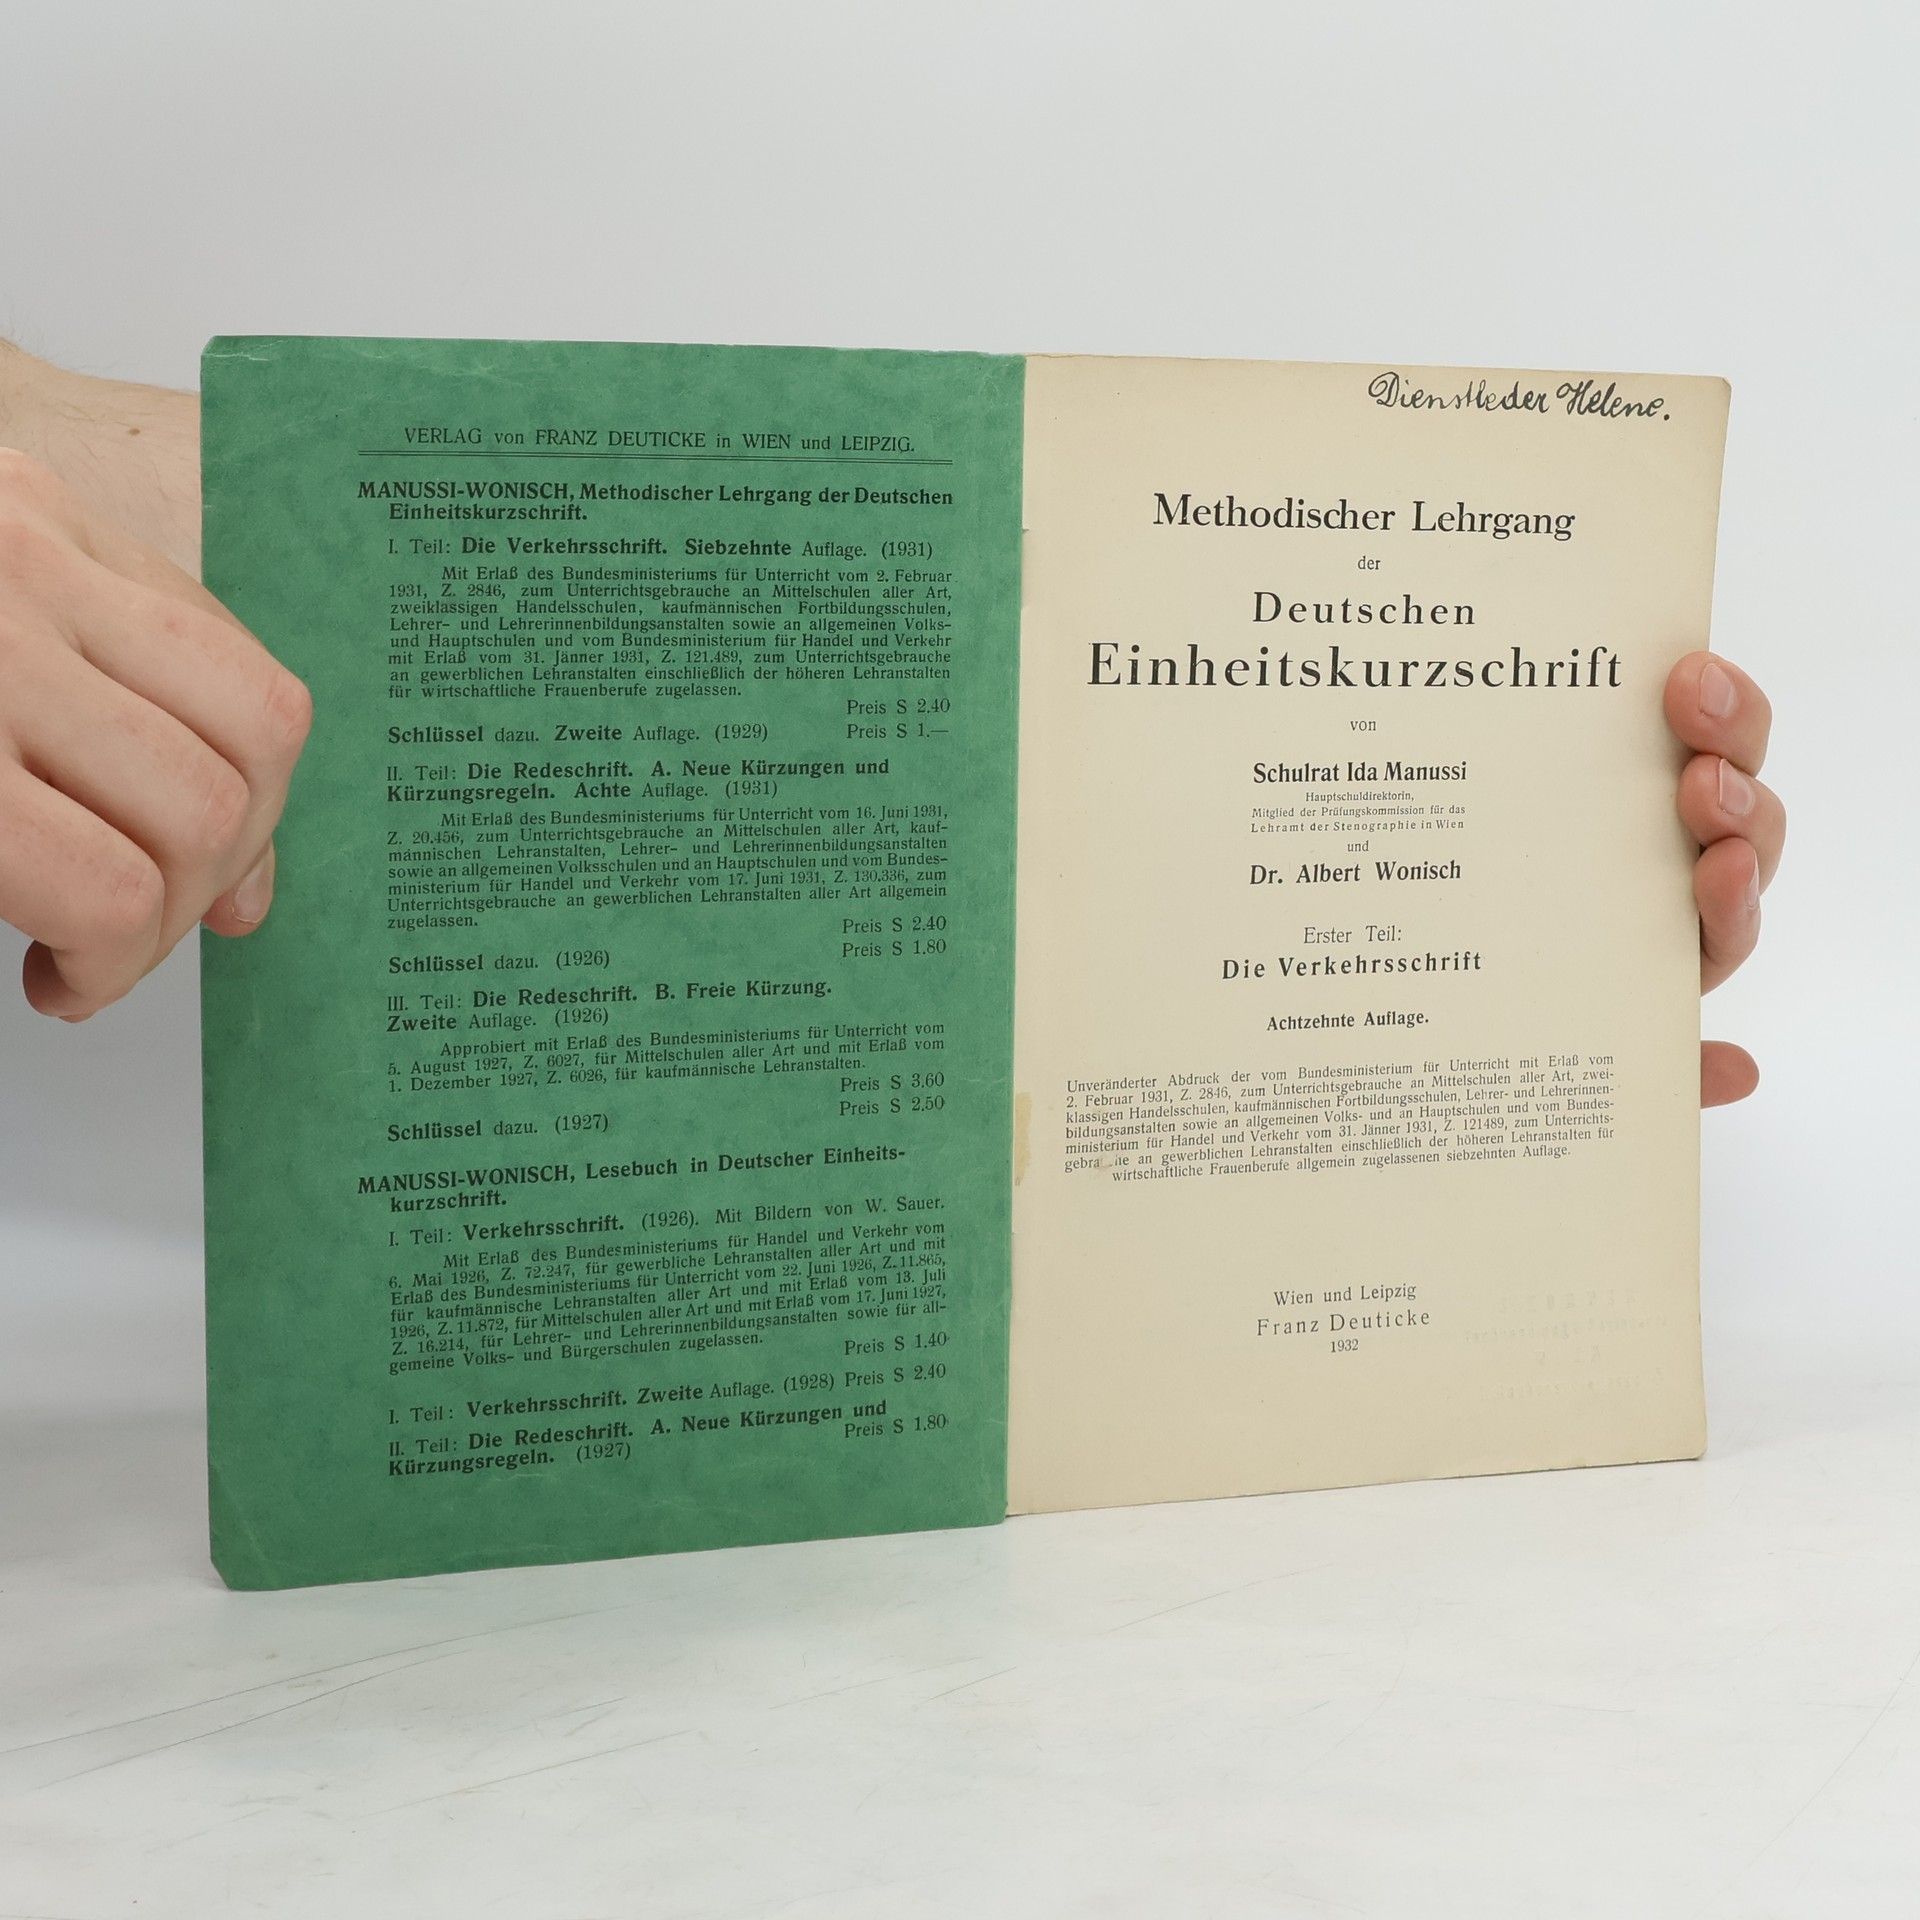 VERLAG von FRANZ DEUTICKE in WIEN und LEIPZIG.
MANUSSI-WONISCH, Methodischer Lehrgang der Deutschen
Einheitskurzschrift.
I. Teil: Die Verkehrsschrift. Siebzehnte Auflage. (1931)
Mit Erlaß des Bundesministeriums für Unterricht vom 2. Februar
1931, Z. 2846, zum Unterrichtsgebrauche an Mittelschulen aller Art,
zweiklassigen Handelsschulen, kaufmännischen Fortbildungsschulen,
Lehrer- und Lehrerinnenbildungsanstalten sowie an allgemeinen Volks-
und Hauptschulen und vom Bundesministerium für Handel und Verkehr
mit Erlaß vom 31. Jänner 1931, Z. 121.489, zum Unterrichtsgebrauche
an gewerblichen Lehranstalten einschließlich der höheren Lehranstalten
für wirtschaftliche Frauenberufe zugelassen.
Preis S 2.40
Schlüssel dazu. Zweite Auflage. (1929) Preis S 1.—
II. Teil: Die Redeschrift. A. Neue Kürzungen und
Kürzungsregeln. Achte Auflage. (1931)
Mit Erlaß des Bundesministeriums für Unterricht vom 16. Juni 1931,
Z. 20.456, zum Unterrichtsgebrauche an Mittelschulen aller Art, kauf-
männischen Lehranstalten, Lehrer- und Lehrerinnenbildungsanstalten
sowie an allgemeinen Volksschulen und an Hauptschulen und vom Bundes-
ministerium für Handel und Verkehr vom 17. Juni 1931, Z. 130.336, zum
Unterrichtsgebrauche an gewerblichen Lehranstalten aller Art allgemein
zugelassen.
Preis S 2.40
Schlüssel dazu. (1926) Preis S 1.80
III. Teil: Die Redeschrift. B. Freie Kürzung.
Zweite Auflage. (1926)
Approbiert mit Erlaß des Bundesministeriums für Unterricht vom
5. August 1927, Z. 6027, für Mittelschulen aller Art und mit Erlaß vom
1. Dezember 1927, Z. 6026, für kaufmännische Lehranstalten.
Preis S 3.60
Schlüssel dazu. (1927) Preis S 2.50
MANUSSI-WONISCH, Lesebuch in Deutscher Einheits-
kurzschrift.
I. Teil: Verkehrsschrift. (1926). Mit Bildern von W. Sauer.
Mit Erlaß des Bundesministeriums für Handel und Verkehr vom
6. Mai 1926, Z. 72.247, für gewerbliche Lehranstalten aller Art und mit
Erlaß des Bundesministeriums für Unterricht vom 22. Juni 1926, Z. 11.865,
für kaufmännische Lehranstalten aller Art und mit Erlaß vom 13. Juli
1926, Z. 11.872, für Mittelschulen aller Art und mit Erlaß vom 17. Juni 1927,
Z. 16.214, für Lehrer- und Lehrerinnenbildungsanstalten sowie für all-
gemeine Volks- und Bürgerschulen zugelassen.
Preis S 1.40
I. Teil: Verkehrsschrift. Zweite Auflage. (1928) Preis S 2.40
II. Teil: Die Redeschrift. A. Neue Kürzungen und
Kürzungsregeln. (1927) Preis S 1.80
Dienstleder Helene.
Methodischer Lehrgang
der
Deutschen
Einheitskurzschrift
von
Schulrat Ida Manussi
Hauptschuldirektorin,
Mitglied der Prüfungskommission für das
Lehramt der Stenographie in Wien
und
Dr. Albert Wonisch
Erster Teil:
Die Verkehrsschrift
Achtzehnte Auflage.
Unveränderter Abdruck der vom Bundesministerium für Unterricht mit Erlaß vom
2. Februar 1931, Z. 2846, zum Unterrichtsgebrauche an Mittelschulen aller Art, zwei-
klassigen Handelsschulen, kaufmännischen Fortbildungsschulen, Lehrer- und Lehrerinnen-
bildungsanstalten sowie an allgemeinen Volks- und an Hauptschulen und vom Bundes-
ministerium für Handel und Verkehr vom 31. Jänner 1931, Z. 121489, zum Unterrichts-
an gewerblichen Lehranstalten einschließlich der höheren Lehranstalten für
wirtschaftliche Frauenberufe allgemein zugelassenen siebzehnten Auflage.
Wien und Leipzig
Franz Deuticke
1932